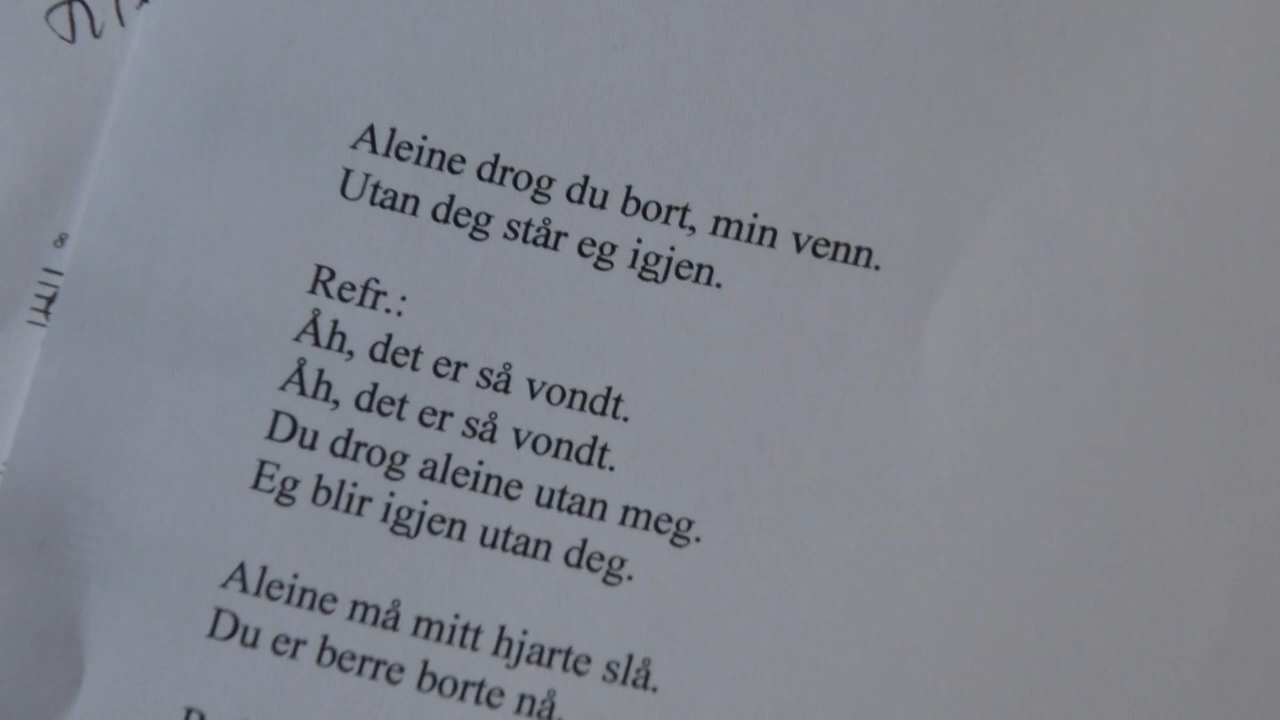 Aleine drog du bort, min venn.
Utan deg står eg igjen.
Refr.:
Åh, det er så vondt.
Åh, det er så vondt.
Du drog aleine utan meg.
Eg blir igjen utan deg.
Aleine må mitt hjarte slå.
Du er berre borte nå.